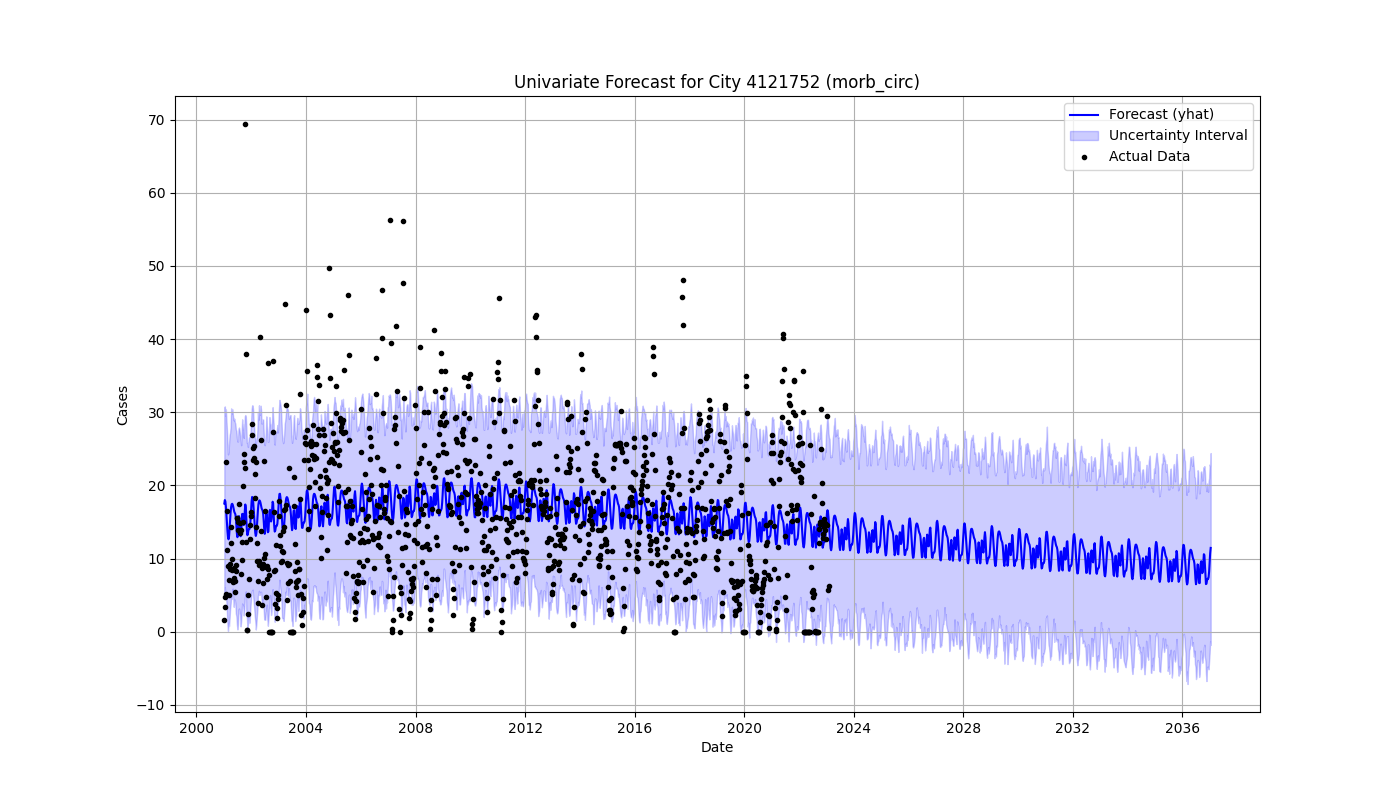 Univariate Forecast for City 4121752 (morb_circ)
Forecast (yhat)
Uncertainty Interval
Actual Data
Cases
70
60
50
40
30
20
10
0
−10
2000 2004 2008 2012 2016 2020 2024 2028 2032 2036
Date